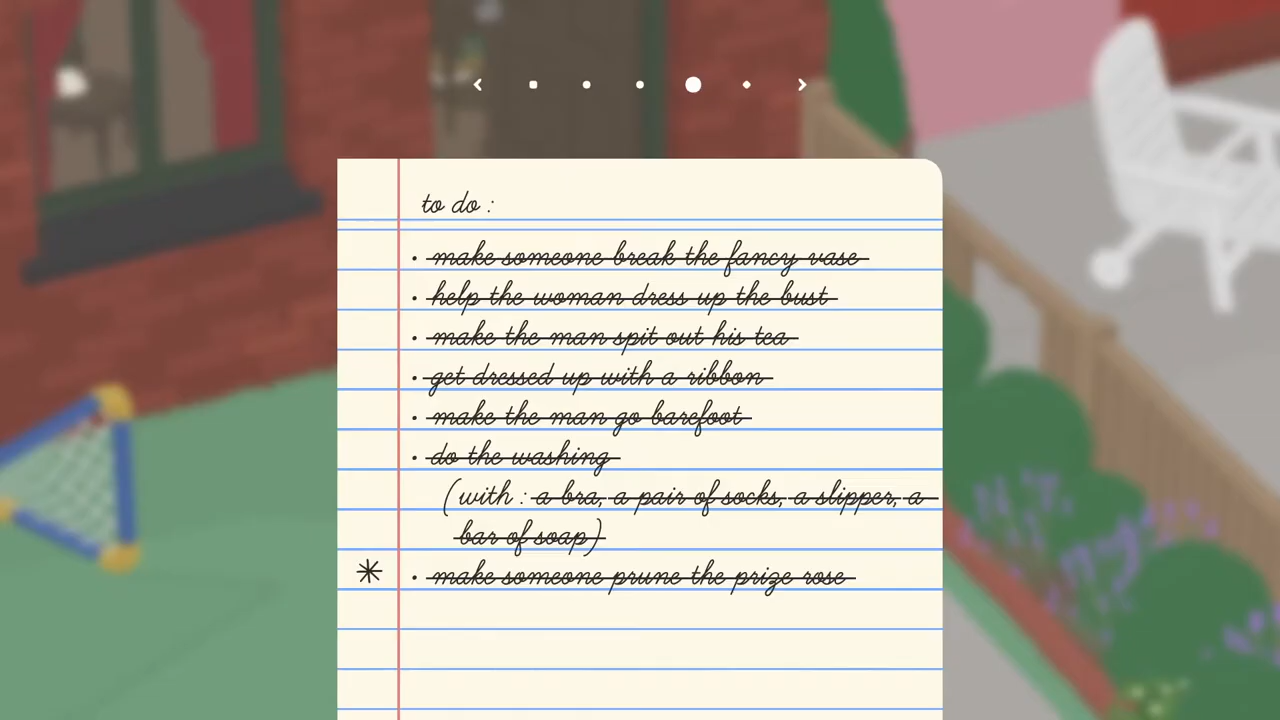 to do :
• make someone break the fancy vase
• help the woman dress up the bust
• make the man spit out his tea
• get dressed up with a ribbon
• make the man go barefoot
• do the washing
(with : a bra, a pair of socks, a slipper, a
bar of soap)
• make someone prune the prize rose